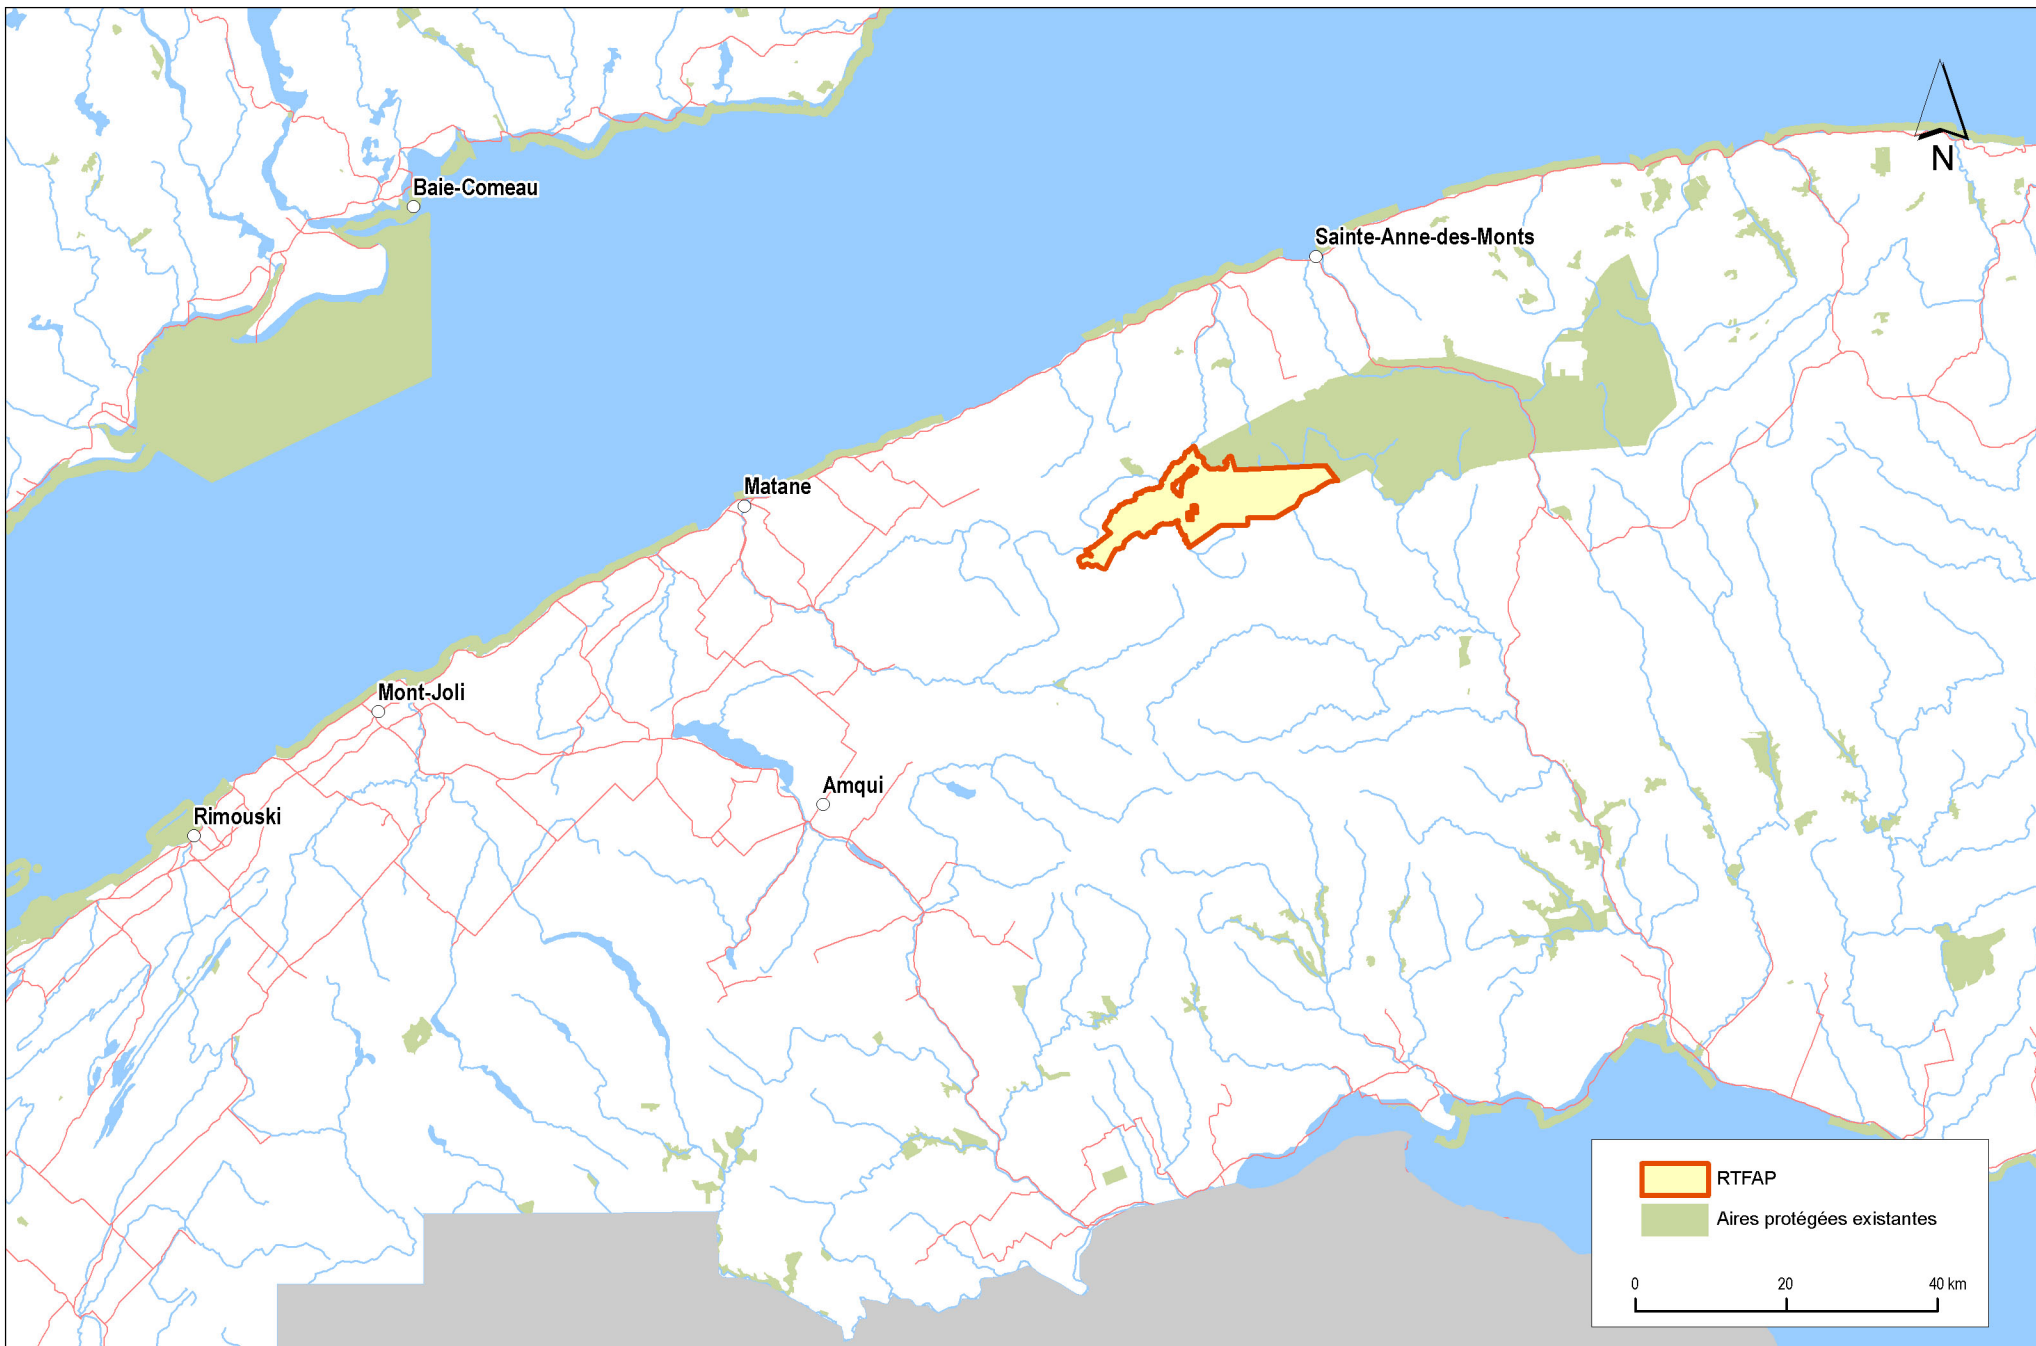 N
Baie-Comeau
Sainte-Anne-des-Monts
Matane
Mont-Joli
Amqui
Rimouski
RTFAP
Aires protégées existantes
0 20 40 km